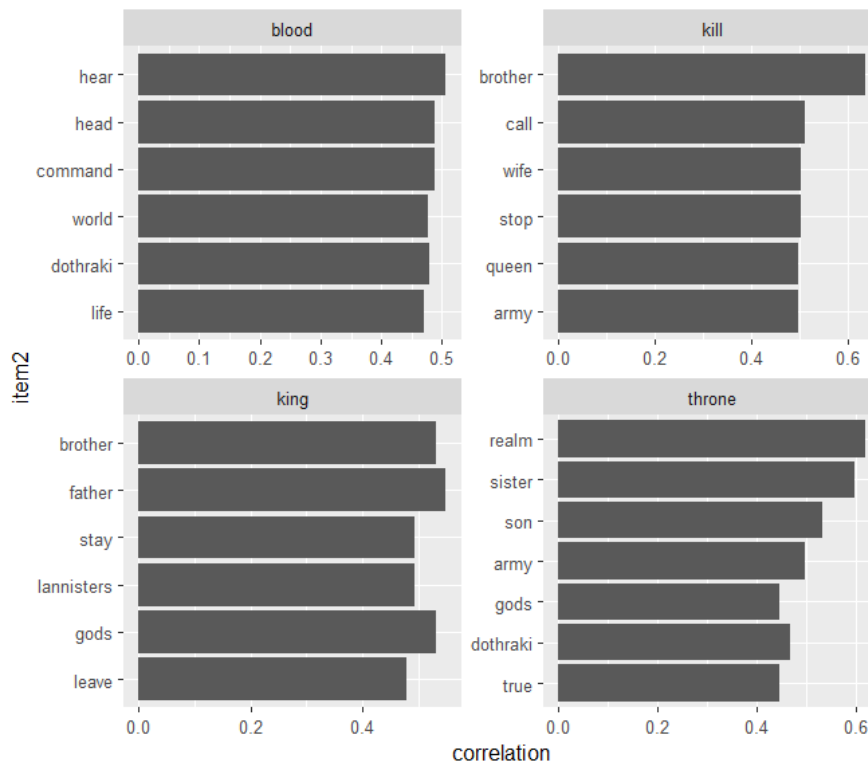 blood
hear
head
command
world
dothraki
life
0.0 0.1 0.2 0.3 0.4 0.5
kill
brother
call
wife
stop
queen
army
0.0 0.2 0.4 0.6
king
brother
father
stay
lannisters
gods
leave
0.0 0.2 0.4
throne
realm
sister
son
army
gods
dothraki
true
0.0 0.2 0.4 0.6
item2
correlation